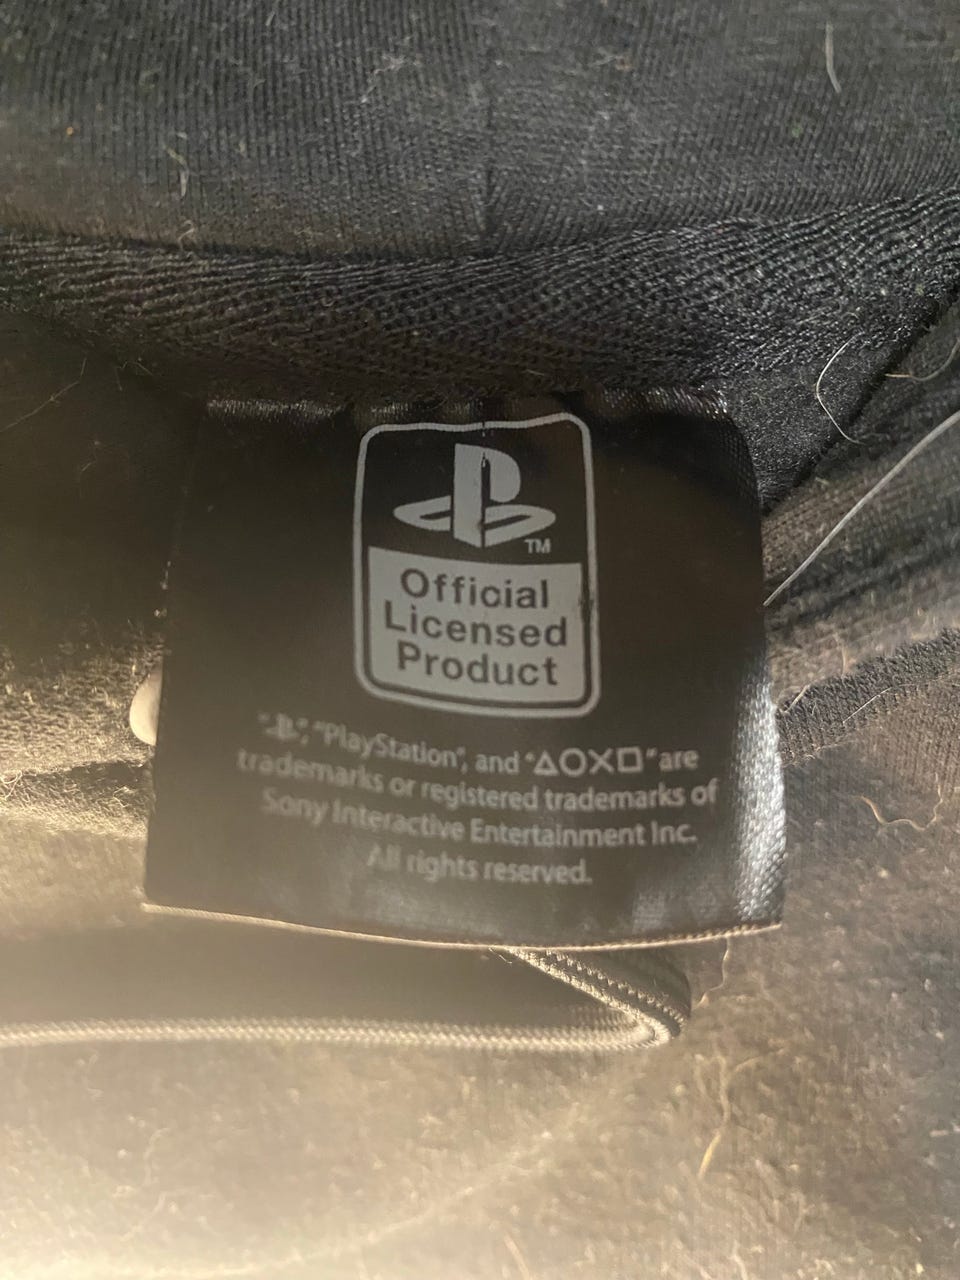 TM
Official
Licensed
Product
"PlayStation", and "△○✕□" are
trademarks or registered trademarks of
Sony Interactive Entertainment Inc.
All rights reserved.